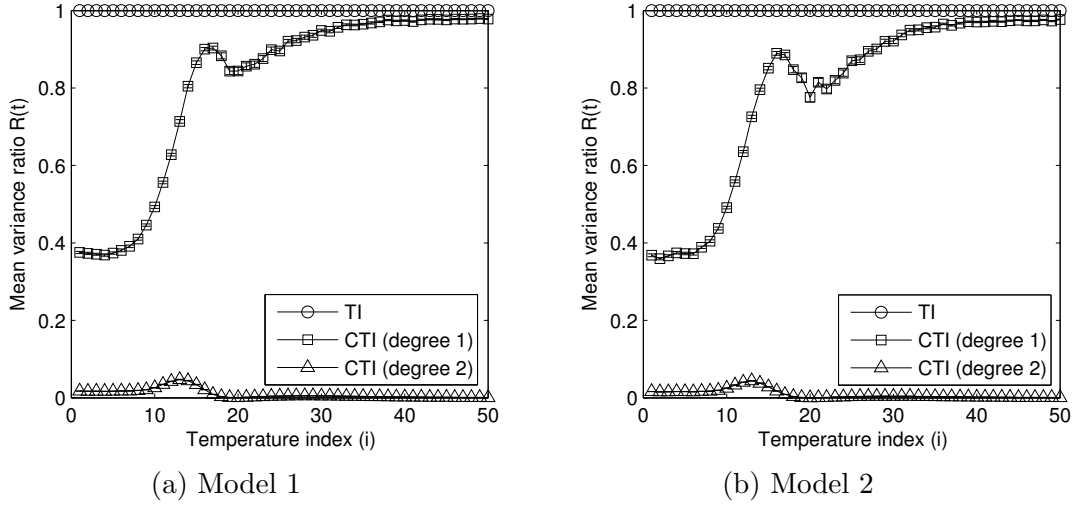 Mean variance ratio R(t)
1
0.8
0.6
0.4
0.2
0
TI
CTI (degree 1)
CTI (degree 2)
0 10 20 30 40 50
Temperature index (i)
(a) Model 1
Mean variance ratio R(t)
1
0.8
0.6
0.4
0.2
0
TI
CTI (degree 1)
CTI (degree 2)
0 10 20 30 40 50
Temperature index (i)
(b) Model 2